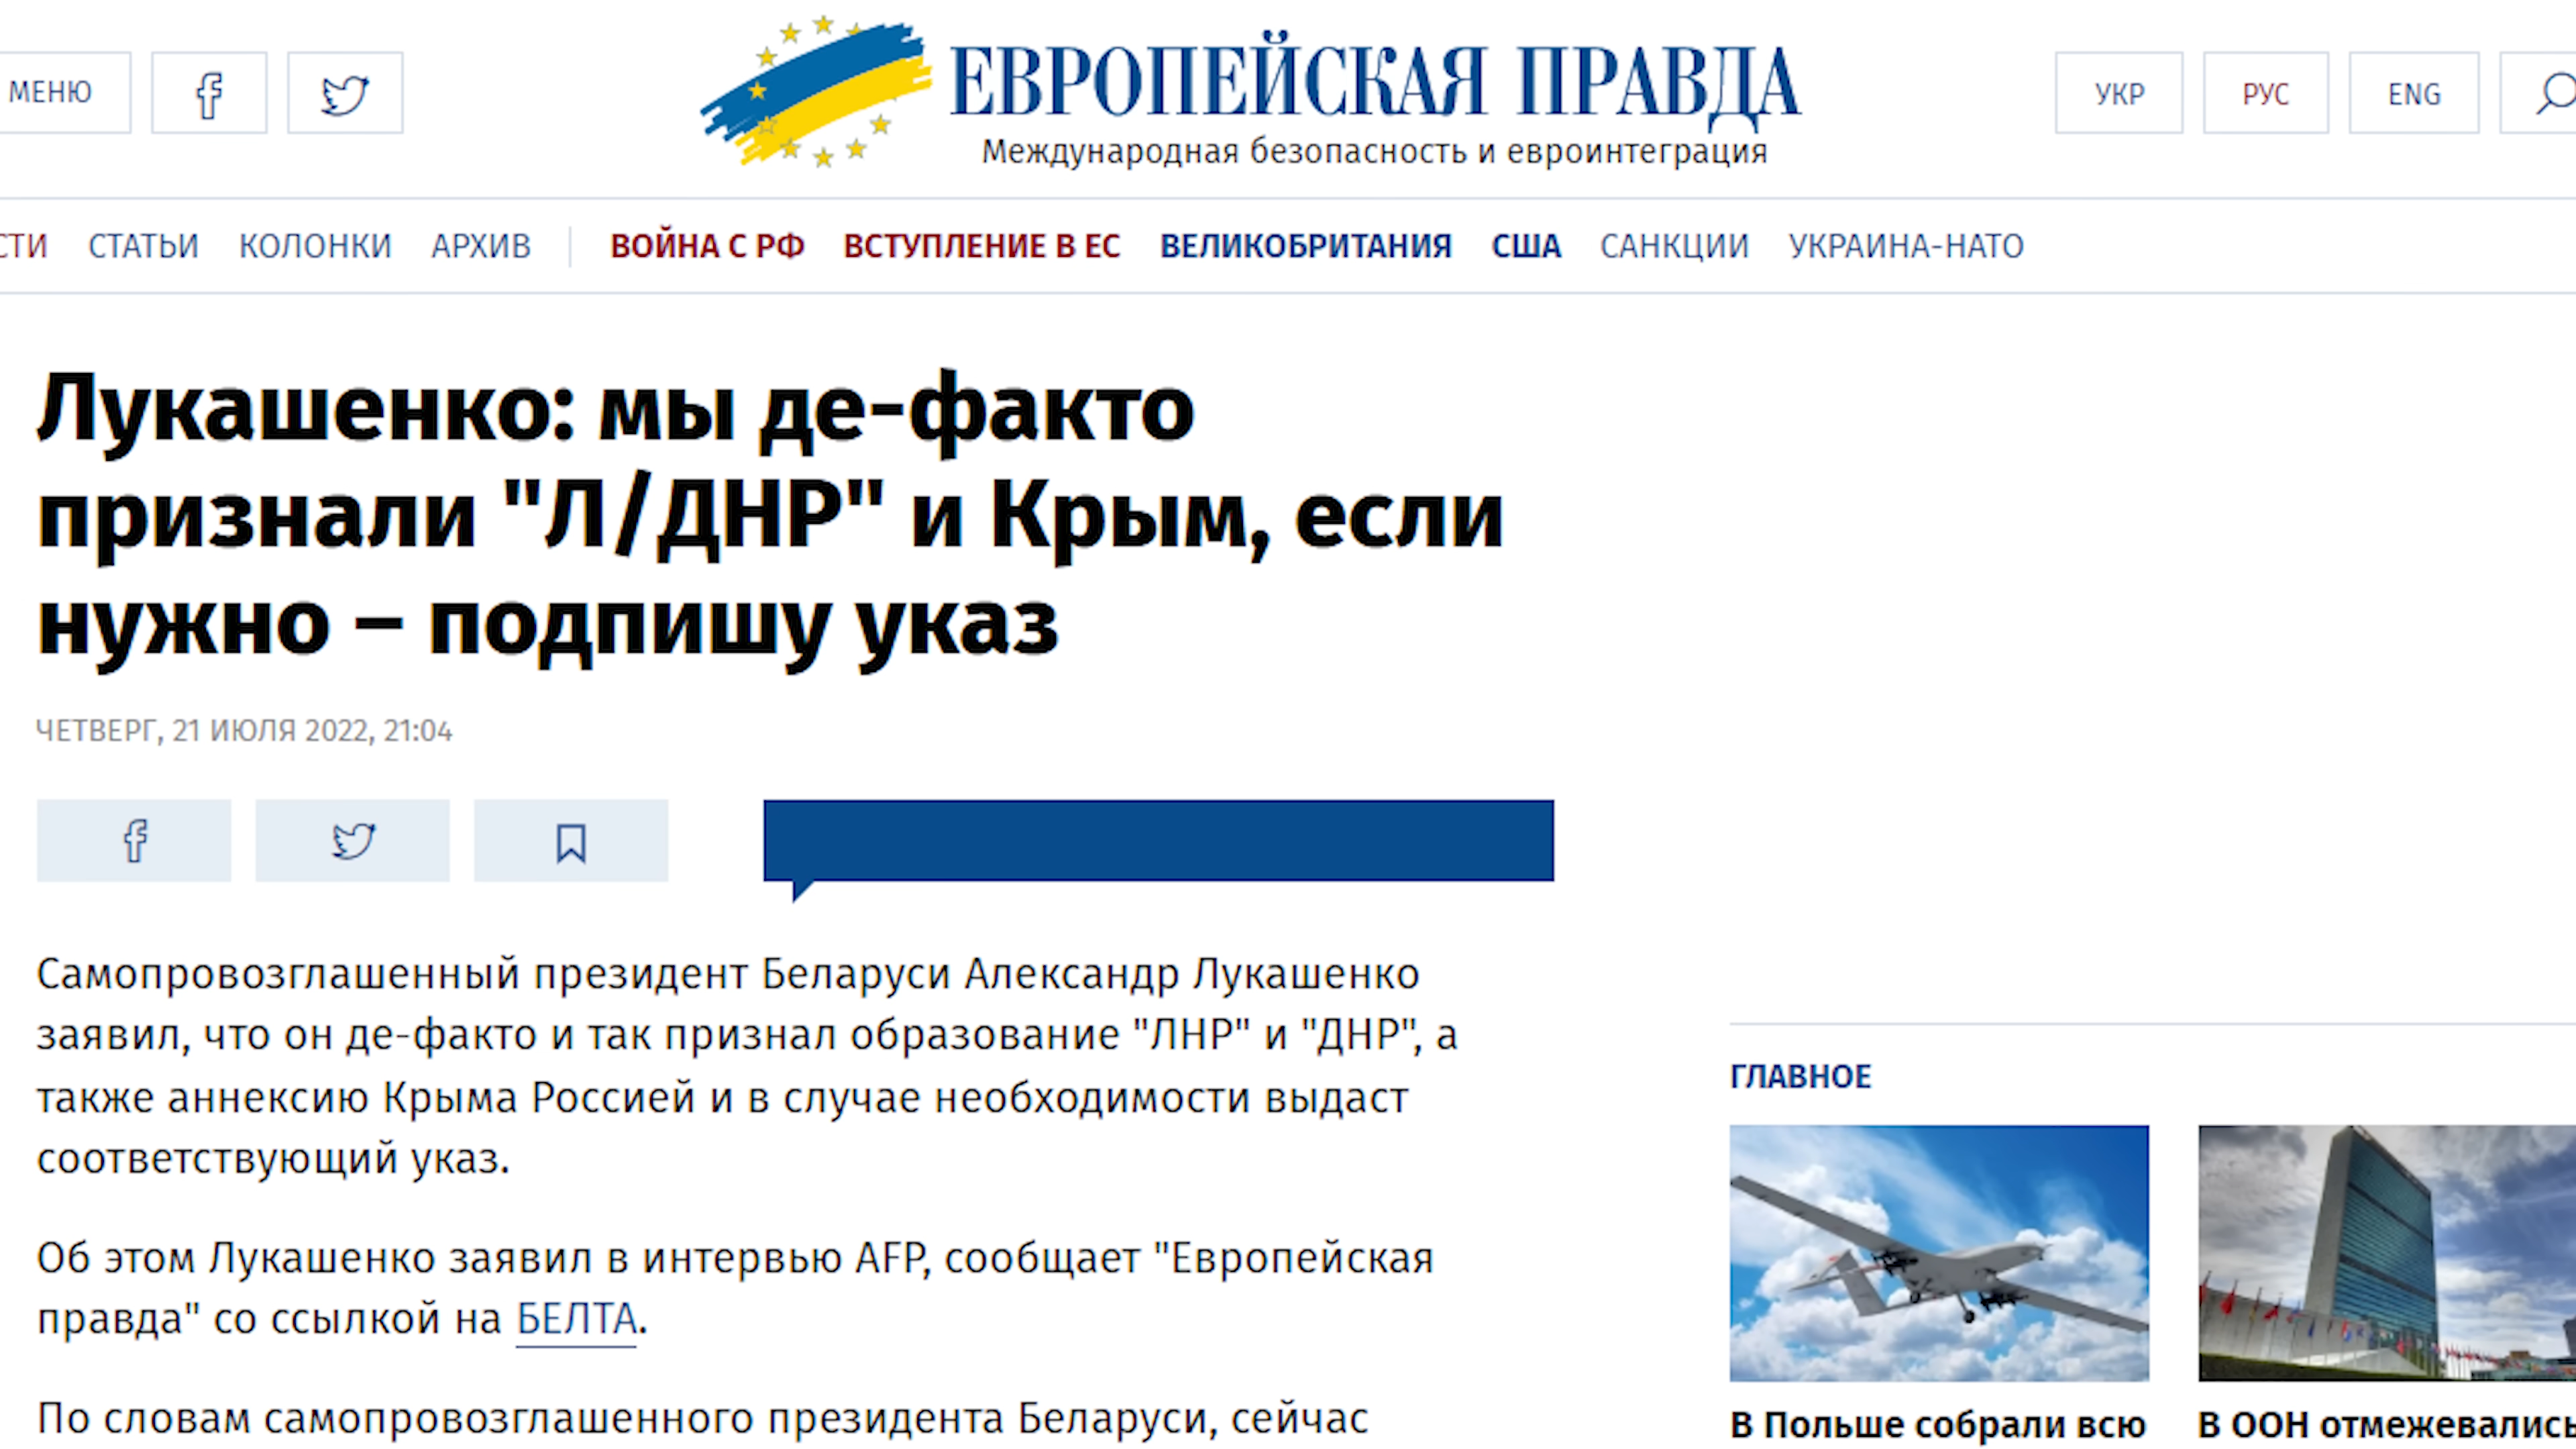 МЕНЮ
ЕВРОПЕЙСКАЯ ПРАВДА
Международная безопасность и евроинтеграция
УКР РУС ENG
СТАТЬИ КОЛОНКИ АРХИВ ВОЙНА С РФ ВСТУПЛЕНИЕ В ЕС ВЕЛИКОБРИТАНИЯ США САНКЦИИ УКРАИНА-НАТО
Лукашенко: мы де-факто
признали "Л/ДНР" и Крым, если
нужно – подпишу указ
ЧЕТВЕРГ, 21 ИЮЛЯ 2022, 21:04
Самопровозглашенный президент Беларуси Александр Лукашенко
заявил, что он де-факто и так признал образование "ЛНР" и "ДНР", а
также аннексию Крыма Россией и в случае необходимости выдаст
соответствующий указ.
Об этом Лукашенко заявил в интервью AFP, сообщает "Европейская
правда" со ссылкой на БЕЛТА.
По словам самопровозглашенного президента Беларуси, сейчас
ГЛАВНОЕ
В Польше собрали всю
В ООН отмежевались